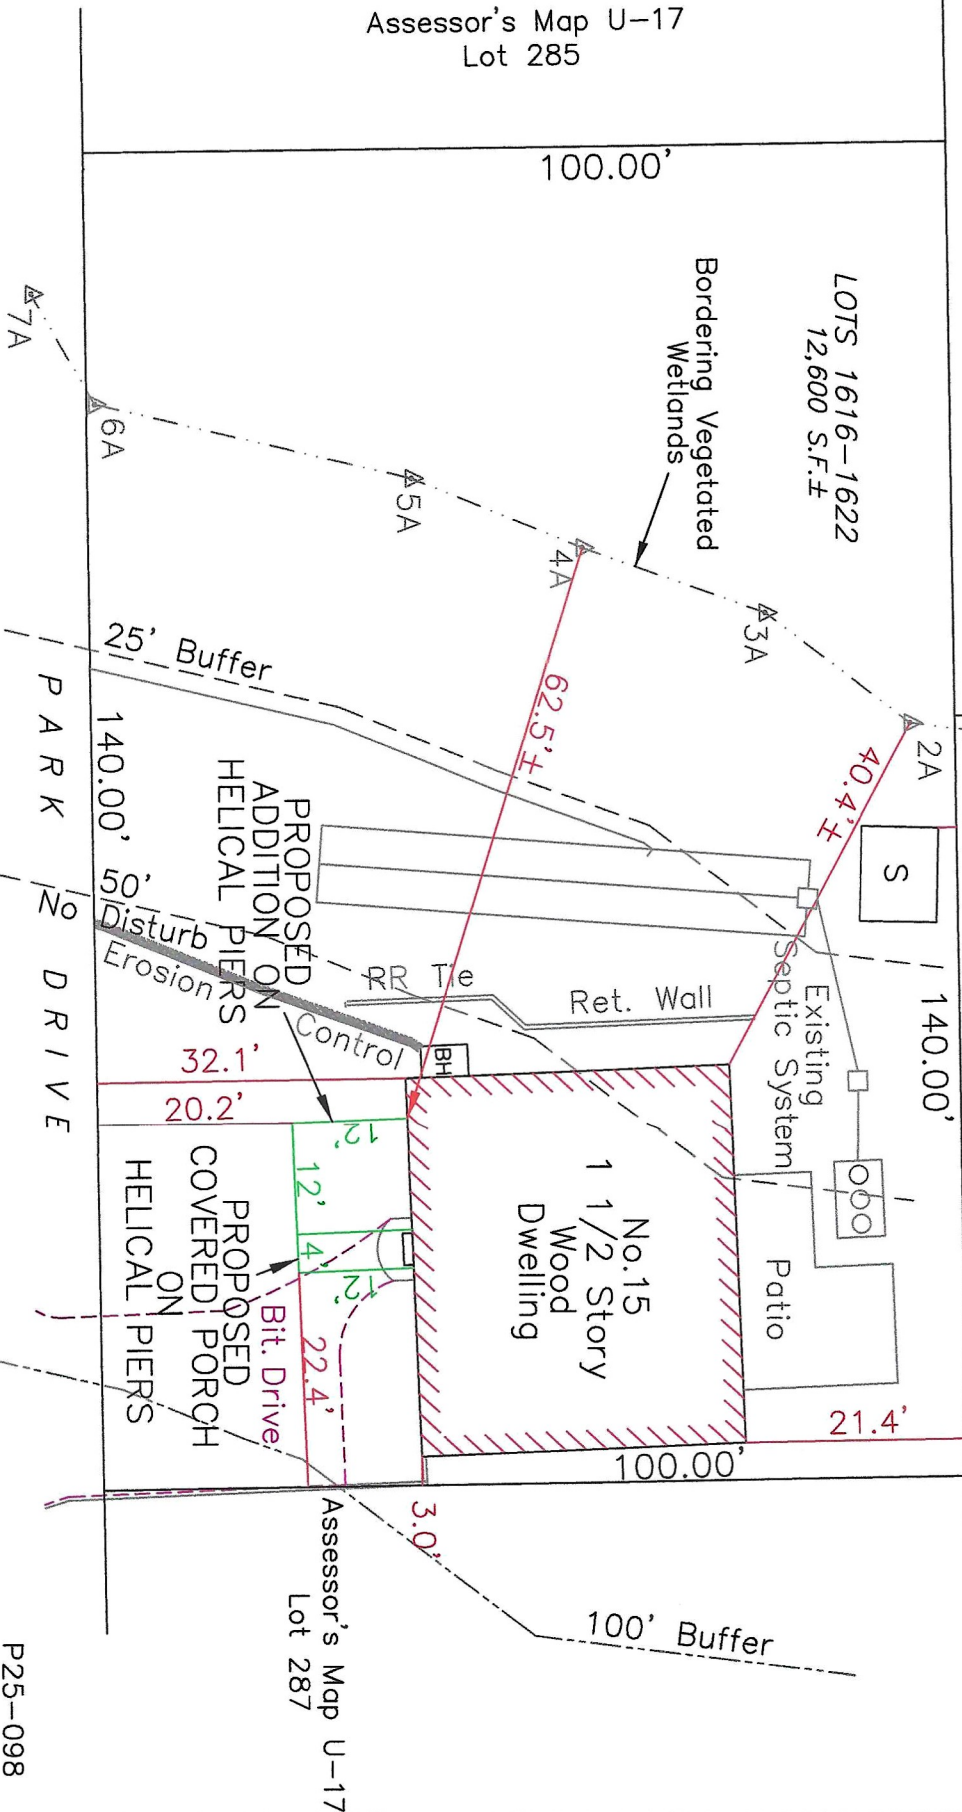 Assessor's Map U-17
Lot 285
100.00'
LOTS 1616-1622
12,600 S.F.±
Bordering Vegetated
Wetlands
7A
6A
5A
4A
3A
2A
25' Buffer
62.5'±
40.4'±
S
140.00'
PARK DRIVE
50'
No Disturb
Erosion Control
PROPOSED
ADDITION ON
HELICAL PIERS
RR Tie
Ret. Wall
Existing
Septic System
140.00'
BH
32.1'
20.2'
12'
12'
4'
12'
22.4'
No.15
1 1/2 Story
Wood
Dwelling
Patio
PROPOSED
COVERED PORCH
ON
HELICAL PIERS
Bit. Drive
21.4'
100.00'
3.0'
Assessor's Map U-17
Lot 287
100' Buffer
P25-098